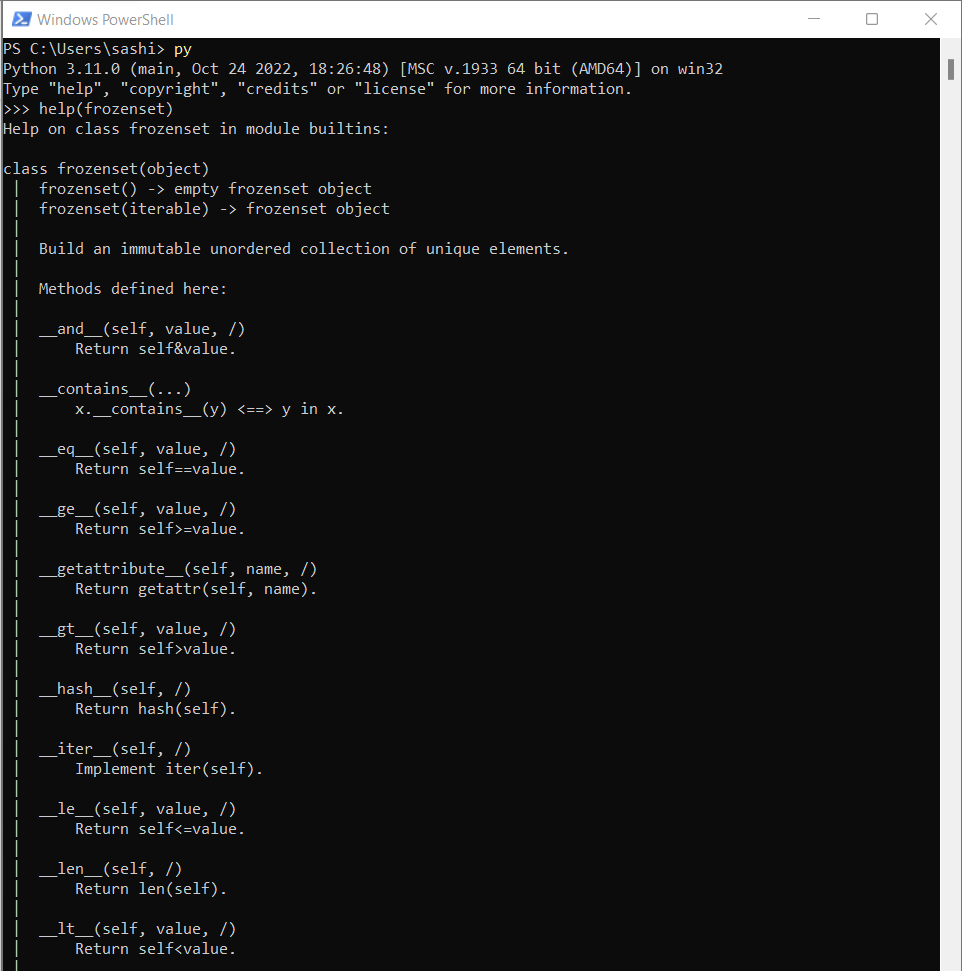 Windows PowerShell
PS C:\Users\sashi> py
Python 3.11.0 (main, Oct 24 2022, 18:26:48) [MSC v.1933 64 bit (AMD64)] on win32
Type "help", "copyright", "credits" or "license" for more information.
>>> help(frozenset)
Help on class frozenset in module builtins:

class frozenset(object)
 |  frozenset() -> empty frozenset object
 |  frozenset(iterable) -> frozenset object
 |
 |  Build an immutable unordered collection of unique elements.
 |
 |  Methods defined here:
 |
 |  __and__(self, value, /)
 |      Return self&value.
 |
 |  __contains__(...)
 |      x.__contains__(y) <==> y in x.
 |
 |  __eq__(self, value, /)
 |      Return self==value.
 |
 |  __ge__(self, value, /)
 |      Return self>=value.
 |
 |  __getattribute__(self, name, /)
 |      Return getattr(self, name).
 |
 |  __gt__(self, value, /)
 |      Return self>value.
 |
 |  __hash__(self, /)
 |      Return hash(self).
 |
 |  __iter__(self, /)
 |      Implement iter(self).
 |
 |  __le__(self, value, /)
 |      Return self<=value.
 |
 |  __len__(self, /)
 |      Return len(self).
 |
 |  __lt__(self, value, /)
 |      Return self<value.
 |